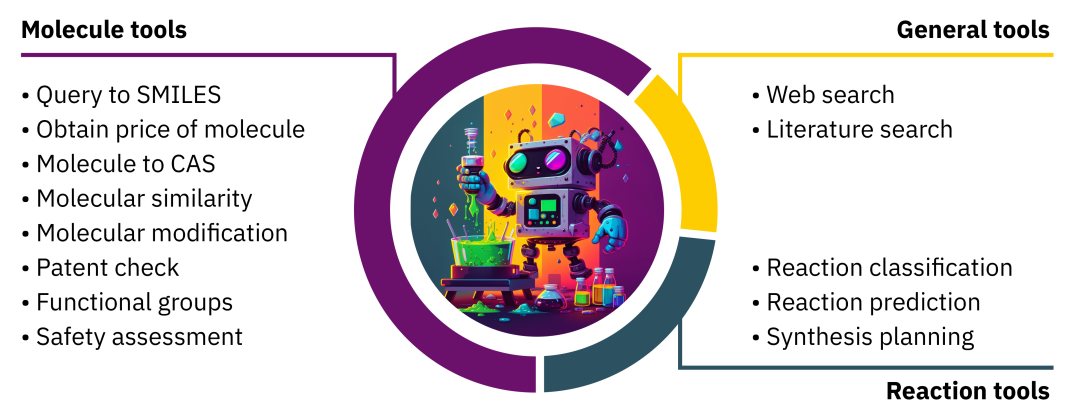 Molecule tools
• Query to SMILES
• Obtain price of molecule
• Molecule to CAS
• Molecular similarity
• Molecular modification
• Patent check
• Functional groups
• Safety assessment
General tools
• Web search
• Literature search
• Reaction classification
• Reaction prediction
• Synthesis planning
Reaction tools